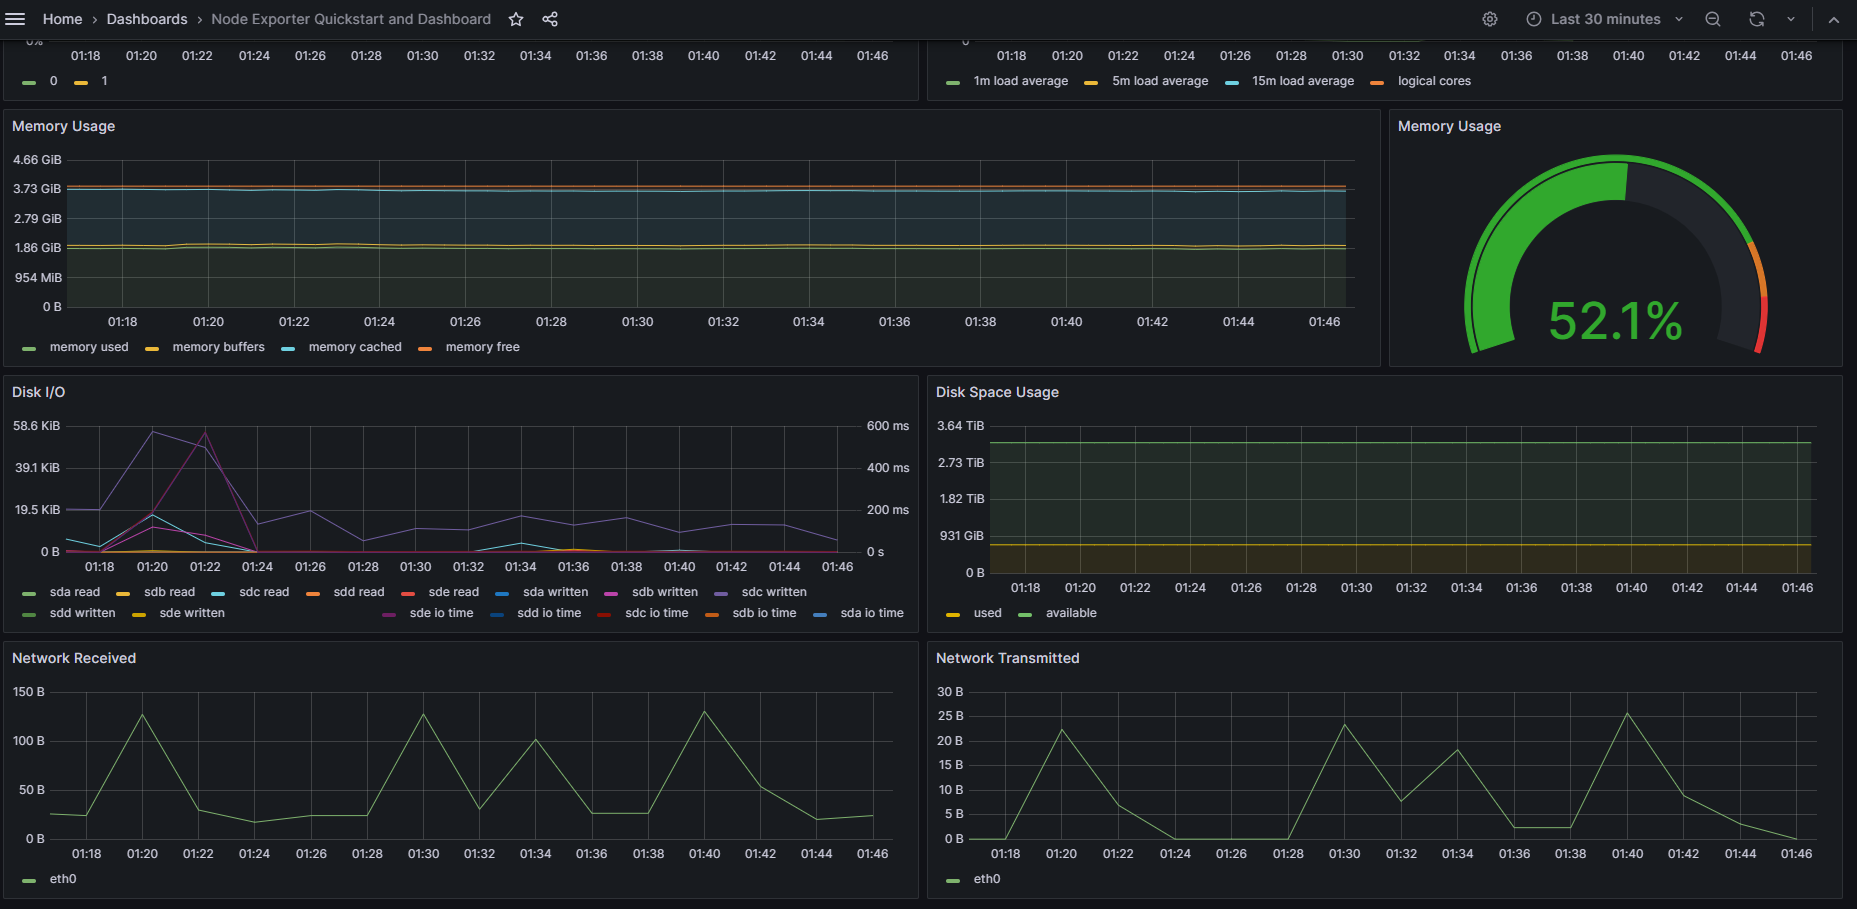 Home › Dashboards › Node Exporter Quickstart and Dashboard
Last 30 minutes
0%
01:18 01:20 01:22 01:24 01:26 01:28 01:30 01:32 01:34 01:36 01:38 01:40 01:42 01:44 01:46
0 1
0
01:18 01:20 01:22 01:24 01:26 01:28 01:30 01:32 01:34 01:36 01:38 01:40 01:42 01:44 01:46
1m load average 5m load average 15m load average logical cores
Memory Usage
4.66 GiB
3.73 GiB
2.79 GiB
1.86 GiB
954 MiB
0 B
01:18 01:20 01:22 01:24 01:26 01:28 01:30 01:32 01:34 01:36 01:38 01:40 01:42 01:44 01:46
memory used memory buffers memory cached memory free
Memory Usage
52.1%
Disk I/O
58.6 KiB
39.1 KiB
19.5 KiB
0 B
600 ms
400 ms
200 ms
0 s
01:18 01:20 01:22 01:24 01:26 01:28 01:30 01:32 01:34 01:36 01:38 01:40 01:42 01:44 01:46
sda read sdb read sdc read sdd read sde read sda written sdb written sdc written
sdd written sde written sde io time sdd io time sdc io time sdb io time sda io time
Disk Space Usage
3.64 TiB
2.73 TiB
1.82 TiB
931 GiB
0 B
01:18 01:20 01:22 01:24 01:26 01:28 01:30 01:32 01:34 01:36 01:38 01:40 01:42 01:44 01:46
used available
Network Received
150 B
100 B
50 B
0 B
01:18 01:20 01:22 01:24 01:26 01:28 01:30 01:32 01:34 01:36 01:38 01:40 01:42 01:44 01:46
eth0
Network Transmitted
30 B
25 B
20 B
15 B
10 B
5 B
0 B
01:18 01:20 01:22 01:24 01:26 01:28 01:30 01:32 01:34 01:36 01:38 01:40 01:42 01:44 01:46
eth0